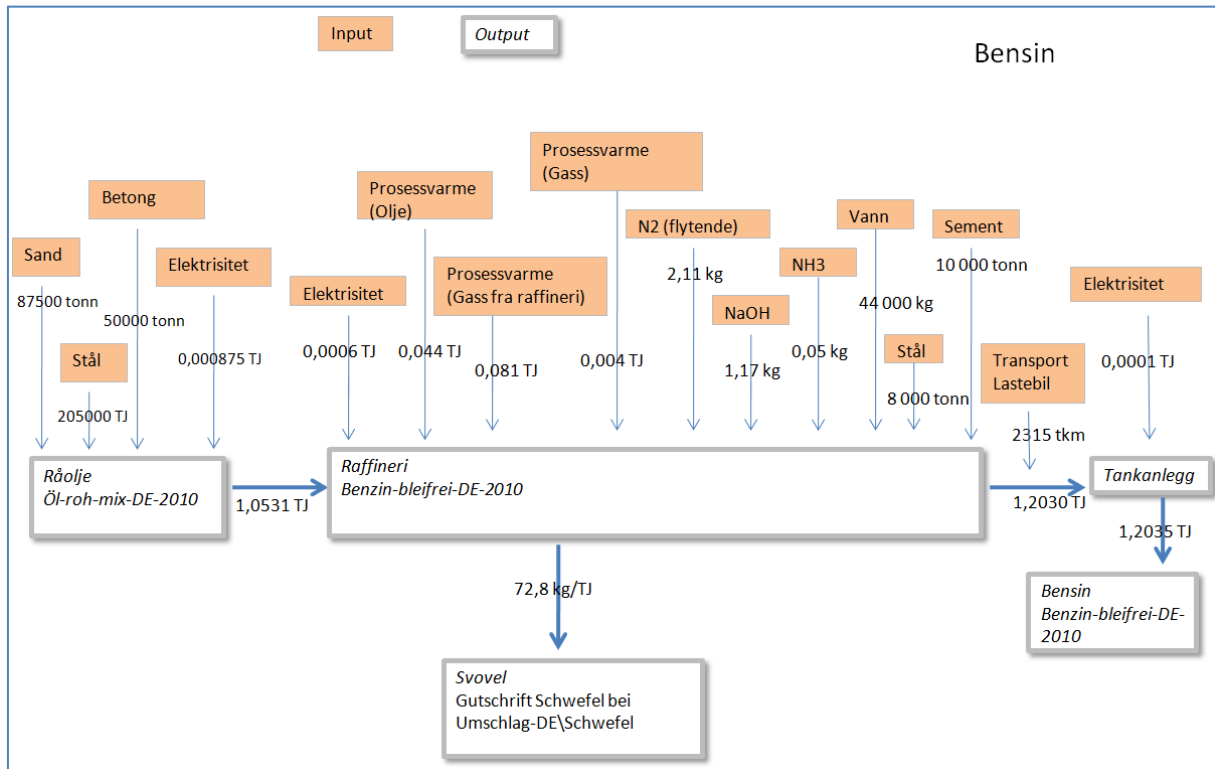 Input
Output
Bensin
Prosessvarme
(Gass)
Betong
Prosessvarme
(Olje)
N2 (flytende)
Vann
Sement
Sand
Elektrisitet
Prosessvarme
(Gass fra raffineri)
NH3
Elektrisitet
Elektrisitet
NaOH
Stål
Stål
Transport
Lastebil
87500 tonn
50000 tonn
205000 TJ
0,000875 TJ
0,0006 TJ
0,044 TJ
0,081 TJ
0,004 TJ
2,11 kg
1,17 kg
0,05 kg
44 000 kg
8 000 tonn
10 000 tonn
2315 tkm
0,0001 TJ
Råolje
Öl-roh-mix-DE-2010
1,0531 TJ
Raffineri
Benzin-bleifrei-DE-2010
1,2030 TJ
Tankanlegg
1,2035 TJ
72,8 kg/TJ
Bensin
Benzin-bleifrei-DE-
2010
Svovel
Gutschrift Schwefel bei
Umschlag-DE\Schwefel